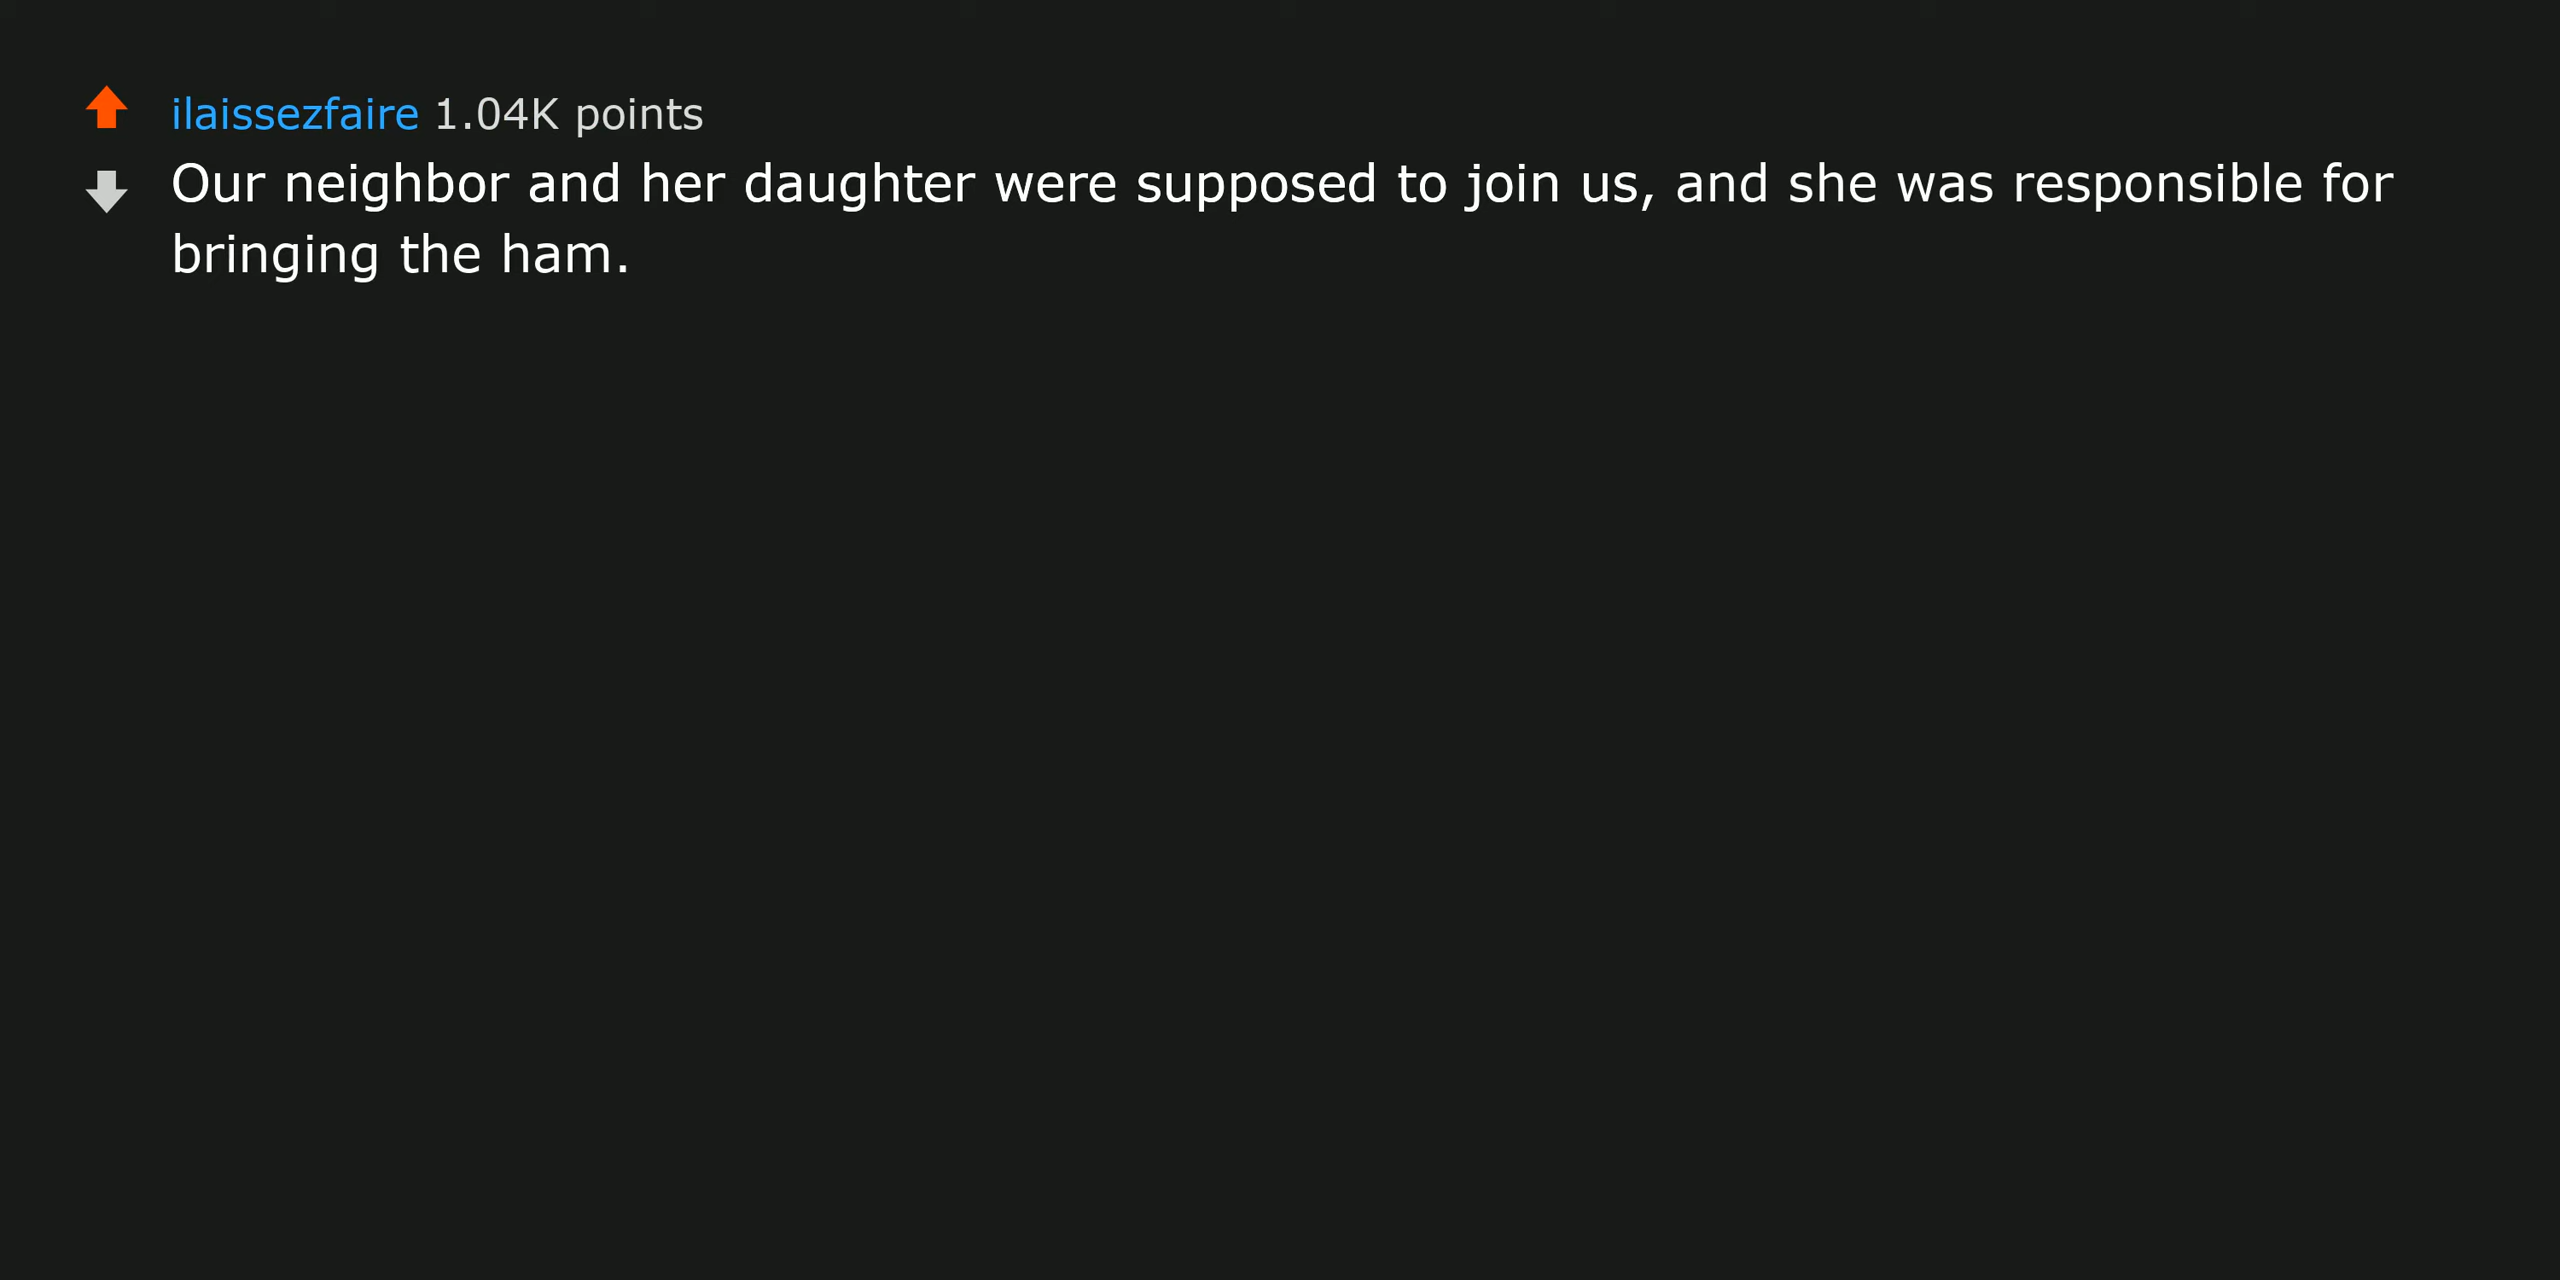 ilaissezfaire 1.04K points
Our neighbor and her daughter were supposed to join us, and she was responsible for
bringing the ham.